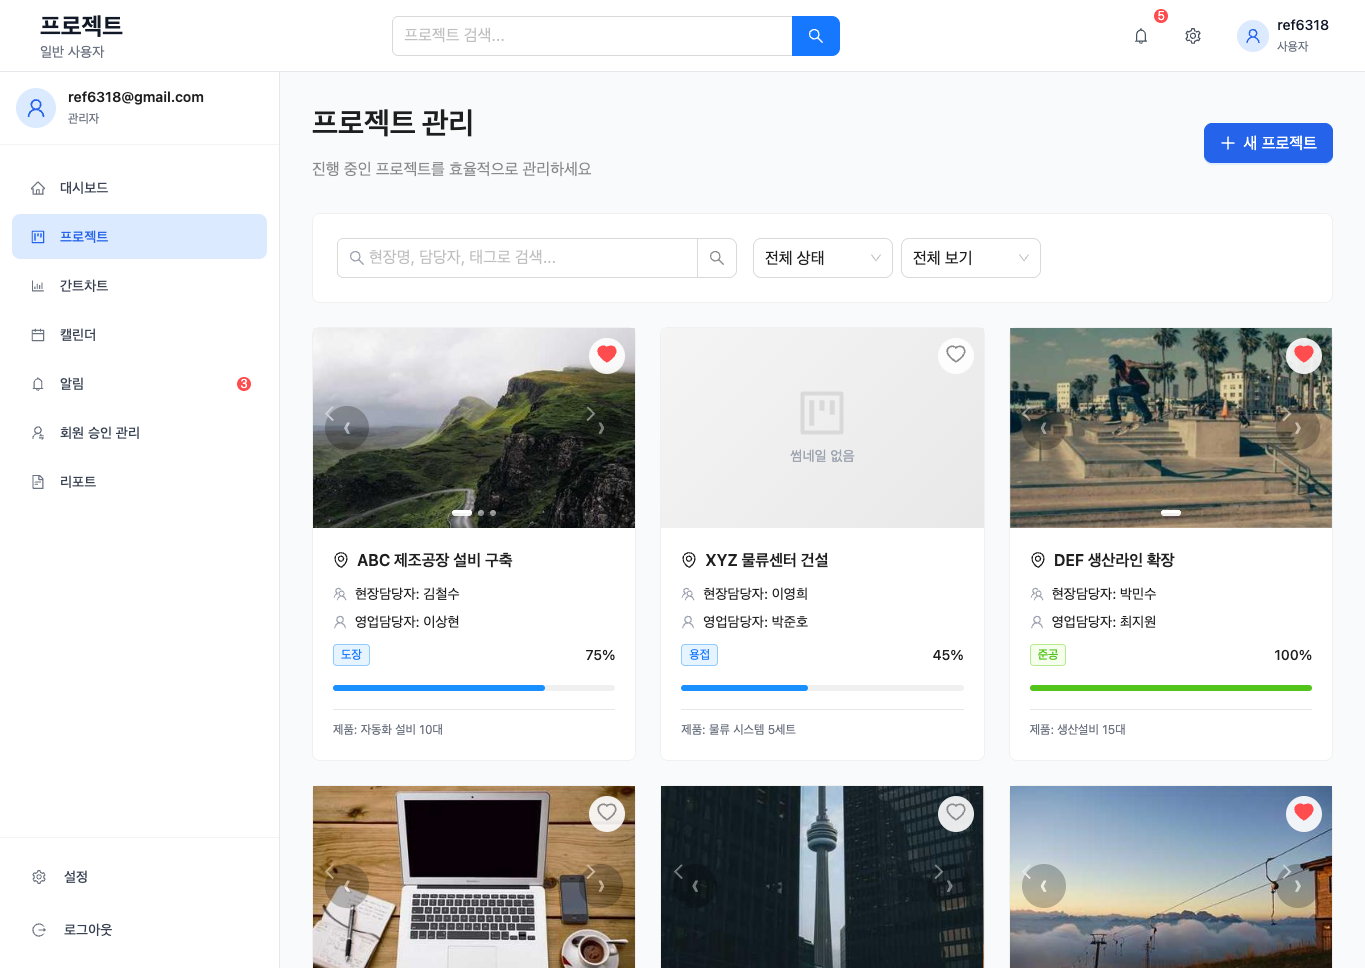 프로젝트
일반 사용자
프로젝트 검색...
5
ref6318
사용자
ref6318@gmail.com
관리자
대시보드
프로젝트
간트차트
캘린더
알림
3
회원 승인 관리
리포트
설정
로그아웃
프로젝트 관리
진행 중인 프로젝트를 효율적으로 관리하세요
새 프로젝트
현장명, 담당자, 태그로 검색...
전체 상태
전체 보기
ABC 제조공장 설비 구축
현장담당자: 김철수
영업담당자: 이상현
도장
75%
제품: 자동화 설비 10대
썸네일 없음
XYZ 물류센터 건설
현장담당자: 이영희
영업담당자: 박준호
용접
45%
제품: 물류 시스템 5세트
DEF 생산라인 확장
현장담당자: 박민수
영업담당자: 최지원
준공
100%
제품: 생산설비 15대